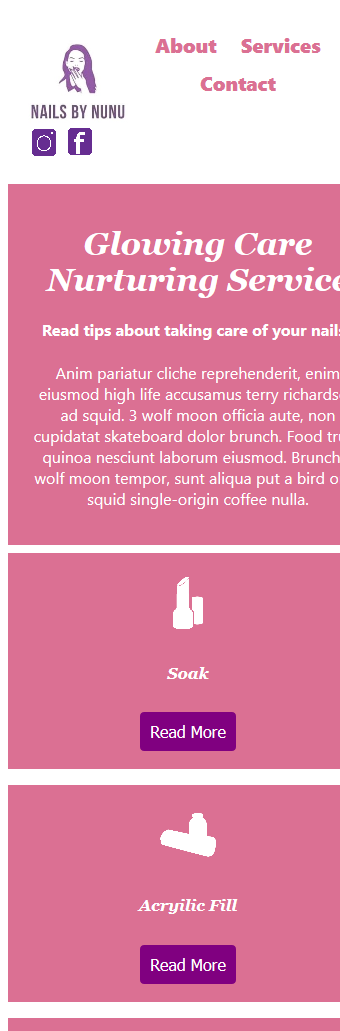 About Services
Contact
NAILS BY NUNU
Glowing Care
Nurturing Service
Read tips about taking care of your nails
Anim pariatur cliche reprehenderit, enim
eiusmod high life accusamus terry
ad squid. 3 wolf moon officia aute, non
cupidatat skateboard dolor brunch. Food
quinoa nesciunt laborum eiusmod. Brunch
wolf moon tempor, sunt aliqua put a bird
squid single-origin coffee nulla.
Soak
Read More
Acryilic Fill
Read More